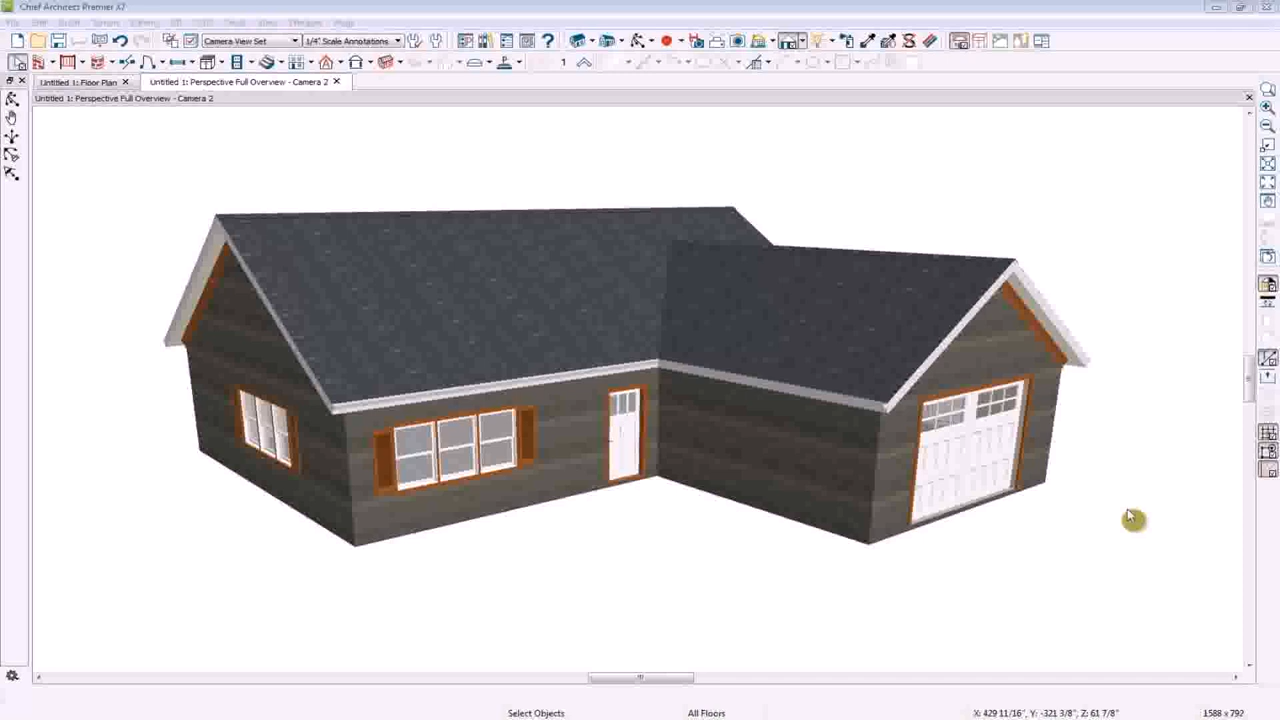 Chief Architect Premier X7
Camera View Set
1/4" Scale Annotations
1
Untitled 1: Floor Plan
Untitled 1: Perspective Full Overview - Camera 2
Untitled 1: Perspective Full Overview - Camera 2
Select Objects
All Floors
X: 429 11/16", Y: -321 3/8"; Z: 61 7/8"
1588 x 792